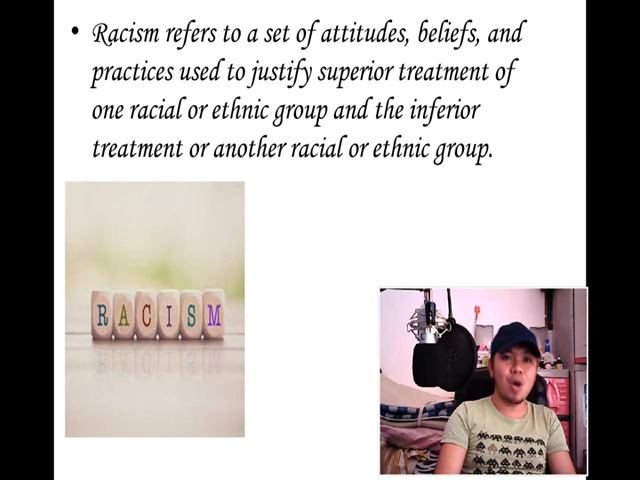 • Racism refers to a set of attitudes, beliefs, and
practices used to justify superior treatment of
one racial or ethnic group and the inferior
treatment or another racial or ethnic group.
RACISM